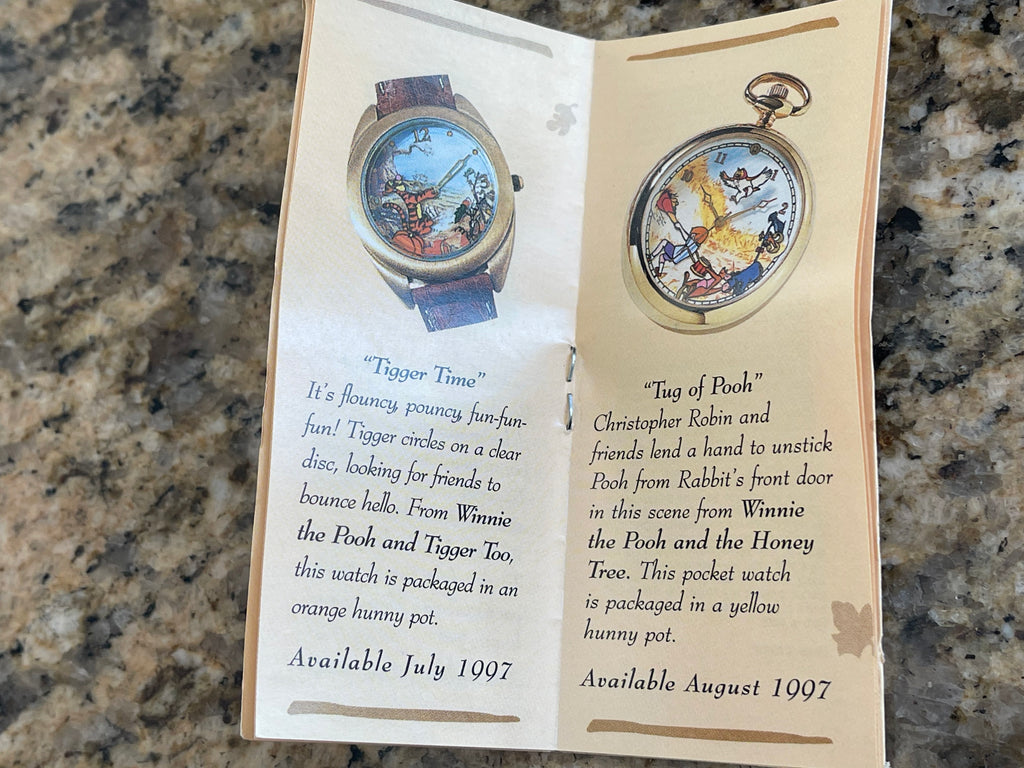 12
11
"Tigger Time"
It's flouncy, pouncy, fun-fun-
fun! Tigger circles on a clear
disc, looking for friends to
bounce hello. From Winnie
the Pooh and Tigger Too,
this watch is packaged in an
orange hunny pot.
Available July 1997
"Tug of Pooh"
Christopher Robin and
friends lend a hand to unstick
Pooh from Rabbit's front door
in this scene from Winnie
the Pooh and the Honey
Tree. This pocket watch
is packaged in a yellow
hunny pot.
Available August 1997